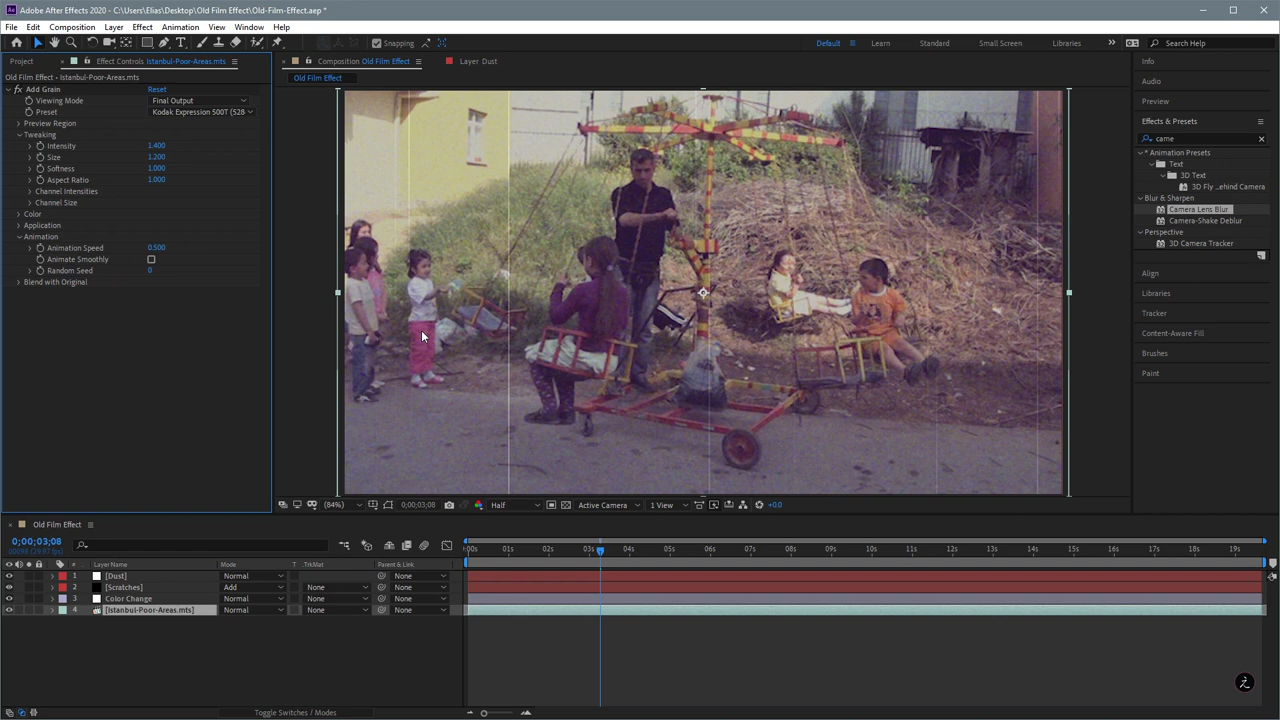 Adobe After Effects 2020 - C:\Users\Elias\Desktop\Old Film Effect\Old-Film-Effect.aep *
File Edit Composition Layer Effect Animation View Window Help
Snapping Default Learn Standard Small Screen Libraries Search Help
Project Effect Controls Istanbul-Poor-Areas.mts
Composition Old Film Effect Layer Dust
Old Film Effect • Istanbul-Poor-Areas.mts
Old Film Effect
fx Add Grain Reset
Viewing Mode Final Output
Preset Kodak Expression 500T (528
Preview Region
Tweaking
Intensity 1.400
Size 1.200
Softness 1.000
Aspect Ratio 1.000
Channel Intensities
Channel Size
Color
Application
Animation
Animation Speed 0.500
Animate Smoothly
Random Seed 0
Blend with Original
(84%) 0;00;03;08 Half Active Camera 1 View +0.0
Info
Audio
Preview
Effects & Presets
came
* Animation Presets
Text
3D Text
3D Fly ..ehind Camera
Blur & Sharpen
Camera Lens Blur
Camera-Shake Deblur
Perspective
3D Camera Tracker
Align
Libraries
Tracker
Content-Aware Fill
Brushes
Paint
Old Film Effect
0;00;03;08
00098 (29.97 fps)
# Layer Name Mode T .TrkMat Parent & Link
:00s 01s 02s 03s 04s 05s 06s 07s 08s 09s 10s 11s 12s 13s 14s 15s 16s 17s 18s 19s
1 [Dust] Normal None
2 [Scratches] Add None None
3 Color Change Normal None None
4 [Istanbul-Poor-Areas.mts] Normal None None
Toggle Switches / Modes